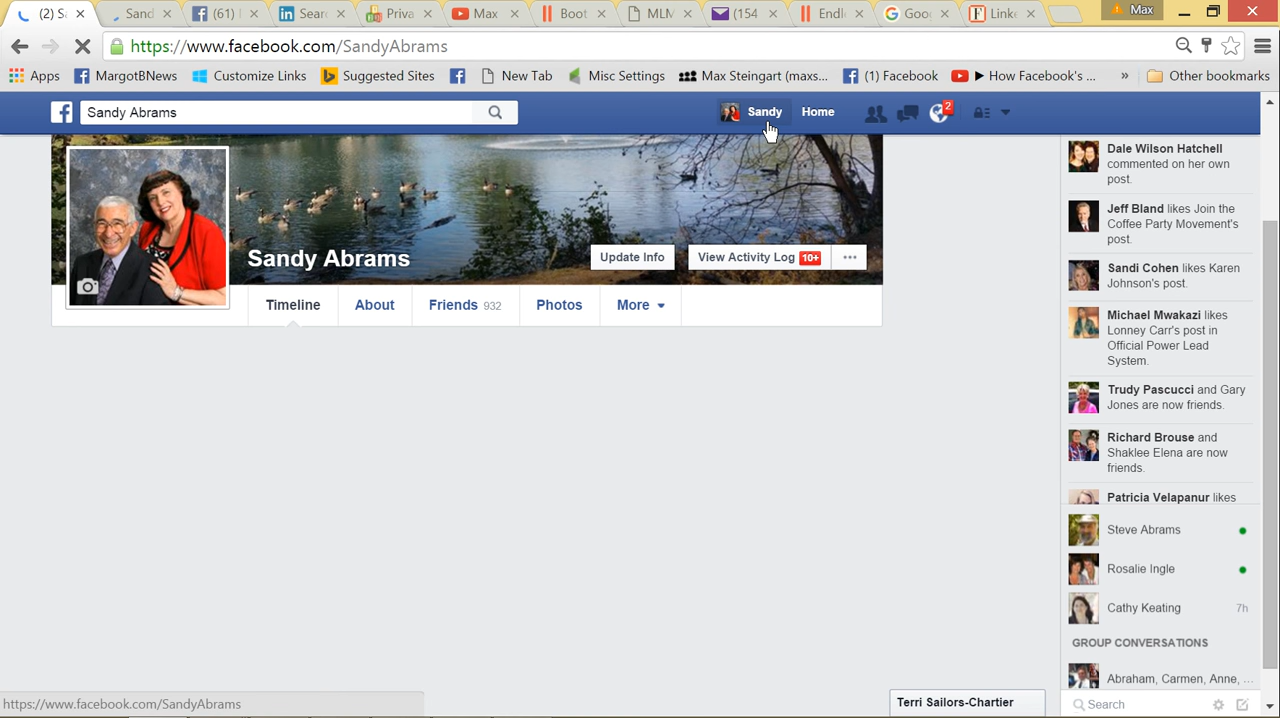 (2) S
Sand
(61)
Sear
Priva
Max
Boot
MLM
(154
Endl
Goo
Linke
Max
https://www.facebook.com/SandyAbrams
Apps
MargotBNews
Customize Links
Suggested Sites
New Tab
Misc Settings
Max Steingart (maxs...
(1) Facebook
How Facebook's ...
»
Other bookmarks
Sandy Abrams
Sandy
Home
2
Sandy Abrams
Update Info
View Activity Log 10+
Timeline
About
Friends 932
Photos
More
Dale Wilson Hatchell
commented on her own
post.
Jeff Bland likes Join the
Coffee Party Movement's
post.
Sandi Cohen likes Karen
Johnson's post.
Michael Mwakazi likes
Lonney Carr's post in
Official Power Lead
System.
Trudy Pascucci and Gary
Jones are now friends.
Richard Brouse and
Shaklee Elena are now
friends.
Patricia Velapanur likes
Steve Abrams
Rosalie Ingle
Cathy Keating 7h
GROUP CONVERSATIONS
Abraham, Carmen, Anne, ...
Search
Terri Sailors-Chartier
https://www.facebook.com/SandyAbrams